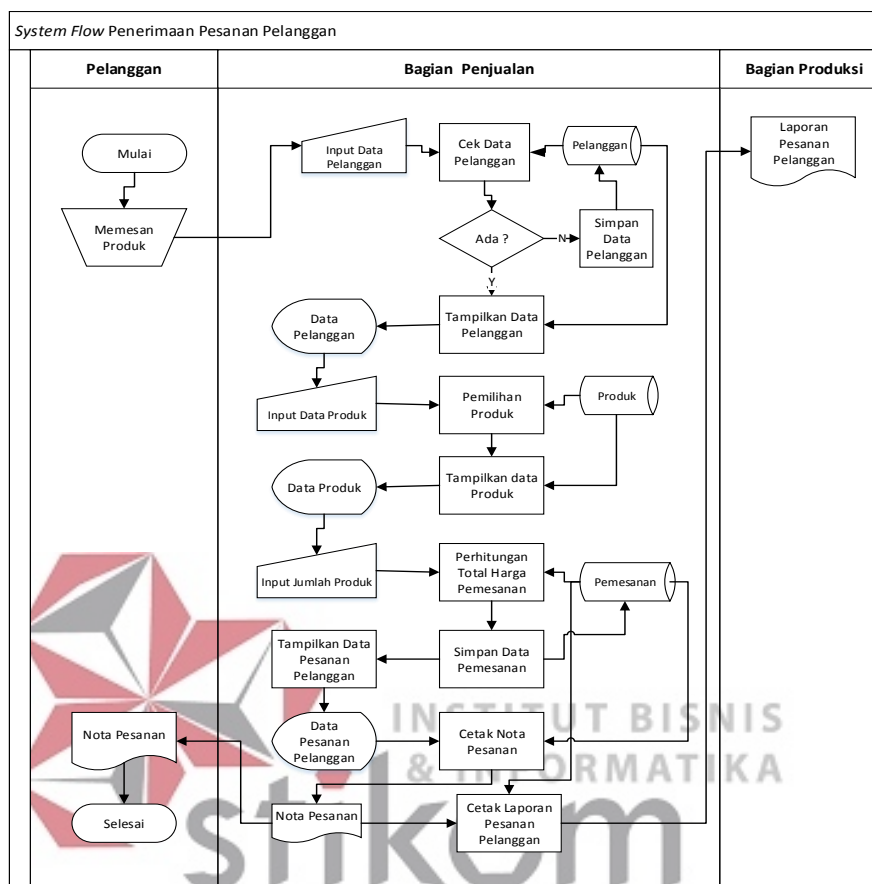 System Flow Penerimaan Pesanan Pelanggan
Pelanggan
Bagian Penjualan
Bagian Produksi
Mulai
Memesan
Produk
Input Data
Pelanggan
Cek Data
Pelanggan
Pelanggan
Laporan
Pesanan
Pelanggan
Ada ?
N
Simpan
Data
Pelanggan
Y
Data
Pelanggan
Tampilkan Data
Pelanggan
Input Data Produk
Pemilihan
Produk
Produk
Data Produk
Tampilkan data
Produk
Input Jumlah Produk
Perhitungan
Total Harga
Pemesanan
Pemesanan
Tampilkan Data
Pesanan
Pelanggan
Simpan Data
Pemesanan
Nota Pesanan
Data
Pesanan
Pelanggan
Cetak Nota
Pesanan
Selesai
Nota Pesanan
Cetak Laporan
Pesanan
Pelanggan
INSTITUT BISNIS
& INFORMATIKA
stikom